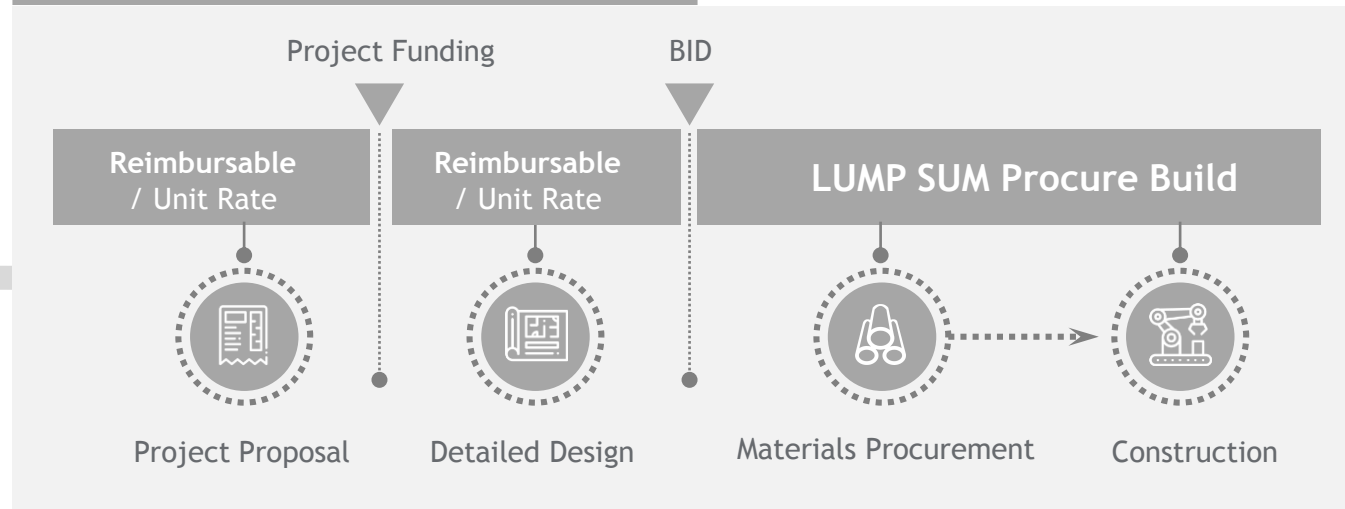 Project Funding
BID
Reimbursable
/ Unit Rate
Reimbursable
/ Unit Rate
LUMP SUM Procure Build
Project Proposal
Detailed Design
Materials Procurement
Construction